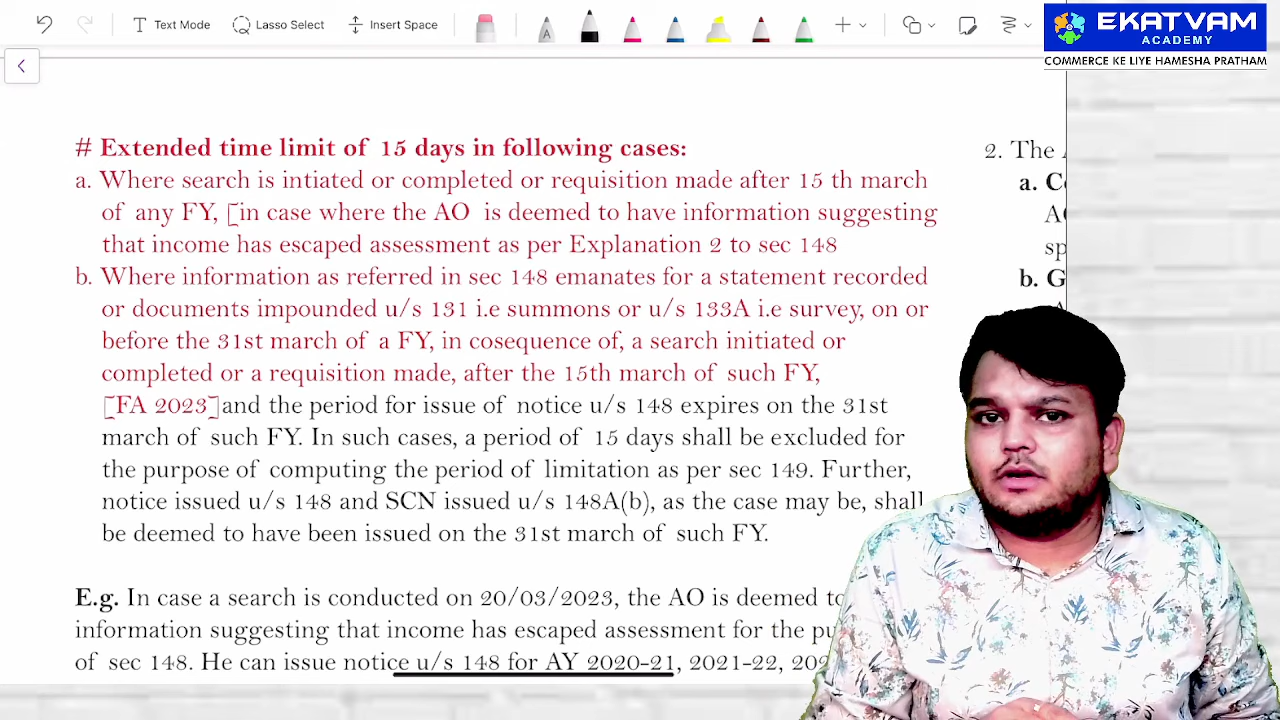 Text Mode
Lasso Select
Insert Space
A
EKATVAM
ACADEMY
COMMERCE KE LIYE HAMESHA PRATHAM
# Extended time limit of 15 days in following cases:
a. Where search is intiated or completed or requisition made after 15 th march
of any FY, [in case where the AO is deemed to have information suggesting
that income has escaped assessment as per Explanation 2 to sec 148
b. Where information as referred in sec 148 emanates for a statement recorded
or documents impounded u/s 131 i.e summons or u/s 133A i.e survey, on or
before the 31st march of a FY, in cosequence of, a search initiated or
completed or a requisition made, after the 15th march of such FY,
[FA 2023]and the period for issue of notice u/s 148 expires on the 31st
march of such FY. In such cases, a period of 15 days shall be excluded for
the purpose of computing the period of limitation as per sec 149. Further,
notice issued u/s 148 and SCN issued u/s 148A(b), as the case may be, shall
be deemed to have been issued on the 31st march of such FY.
E.g. In case a search is conducted on 20/03/2023, the AO is deemed to
information suggesting that income has escaped assessment for the pu
of sec 148. He can issue notice u/s 148 for AY 2020-21, 2021-22, 202
2. The
a. C
A
sp
b. G